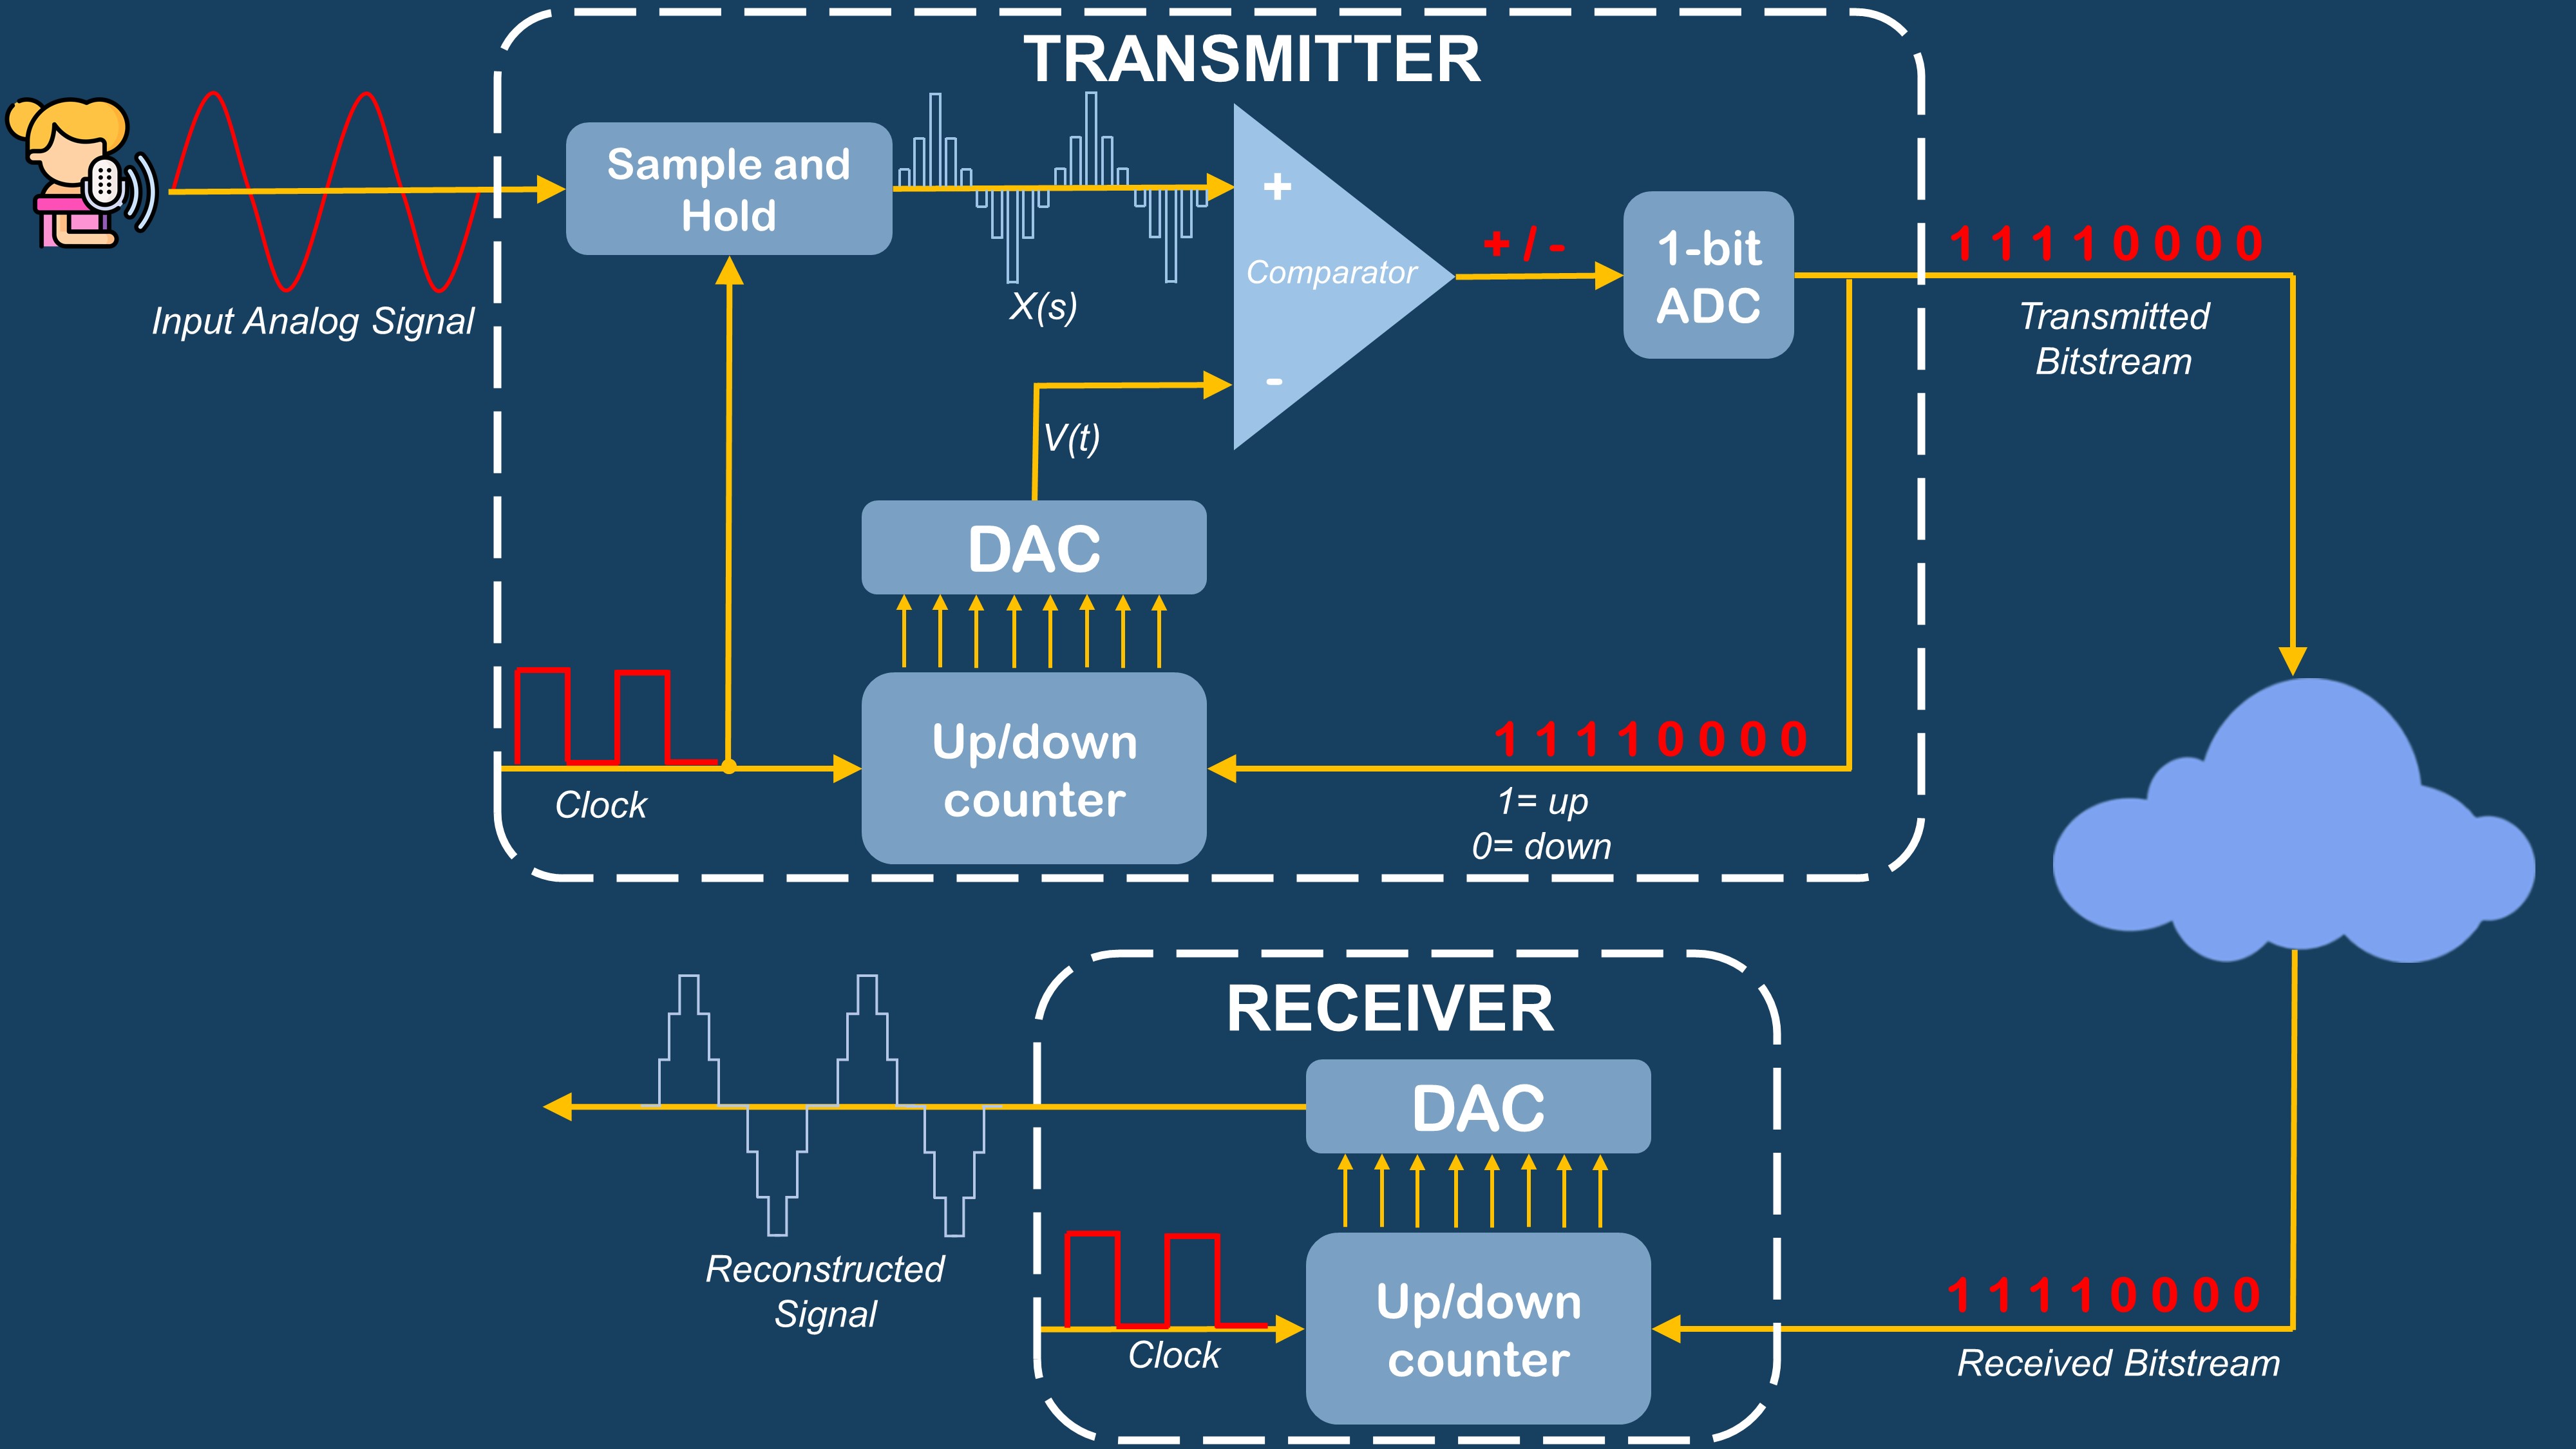 TRANSMITTER
Sample and
Hold
+
Comparator
-
+ / -
1-bit
ADC
1 1 1 1 0 0 0 0
Transmitted
Bitstream
Input Analog Signal
X(s)
V(t)
DAC
Up/down
counter
Clock
1 1 1 1 0 0 0 0
1= up
0= down
RECEIVER
DAC
Up/down
counter
Clock
Reconstructed
Signal
1 1 1 1 0 0 0 0
Received Bitstream